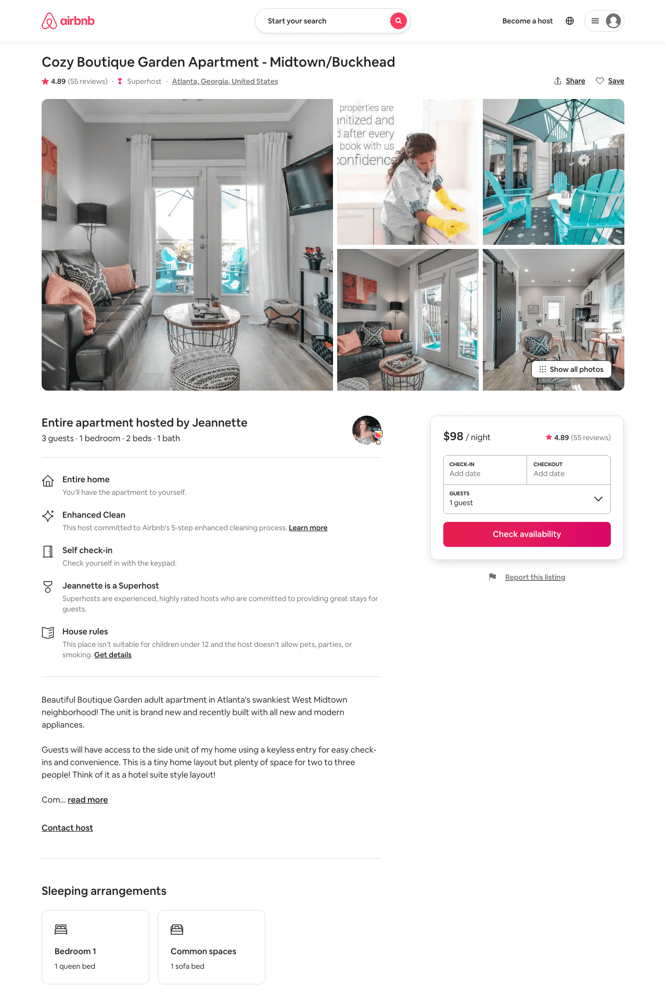 airbnb
Start your search
Become a host
Cozy Boutique Garden Apartment - Midtown/Buckhead
4.89 (55 reviews) · Superhost · Atlanta, Georgia, United States
Share
Save
properties are
anitized and
d after every
book with us
confidence
Show all photos
Entire apartment hosted by Jeannette
3 guests · 1 bedroom · 2 beds · 1 bath
$98 / night
4.89 (55 reviews)
CHECK-IN
Add date
CHECKOUT
Add date
GUESTS
1 guest
Check availability
Report this listing
Entire home
You’ll have the apartment to yourself.
Enhanced Clean
This host committed to Airbnb's 5-step enhanced cleaning process. Learn more
Self check-in
Check yourself in with the keypad.
Jeannette is a Superhost
Superhosts are experienced, highly rated hosts who are committed to providing great stays for
guests.
House rules
This place isn’t suitable for children under 12 and the host doesn’t allow pets, parties, or
smoking. Get details
Beautiful Boutique Garden adult apartment in Atlanta's swankiest West Midtown
neighborhood! The unit is brand new and recently built with all new and modern
appliances.
Guests will have access to the side unit of my home using a keyless entry for easy check-
ins and convenience. This is a tiny home layout but plenty of space for two to three
people! Think of it as a hotel suite style layout!
Com... read more
Contact host
Sleeping arrangements
Bedroom 1
1 queen bed
Common spaces
1 sofa bed